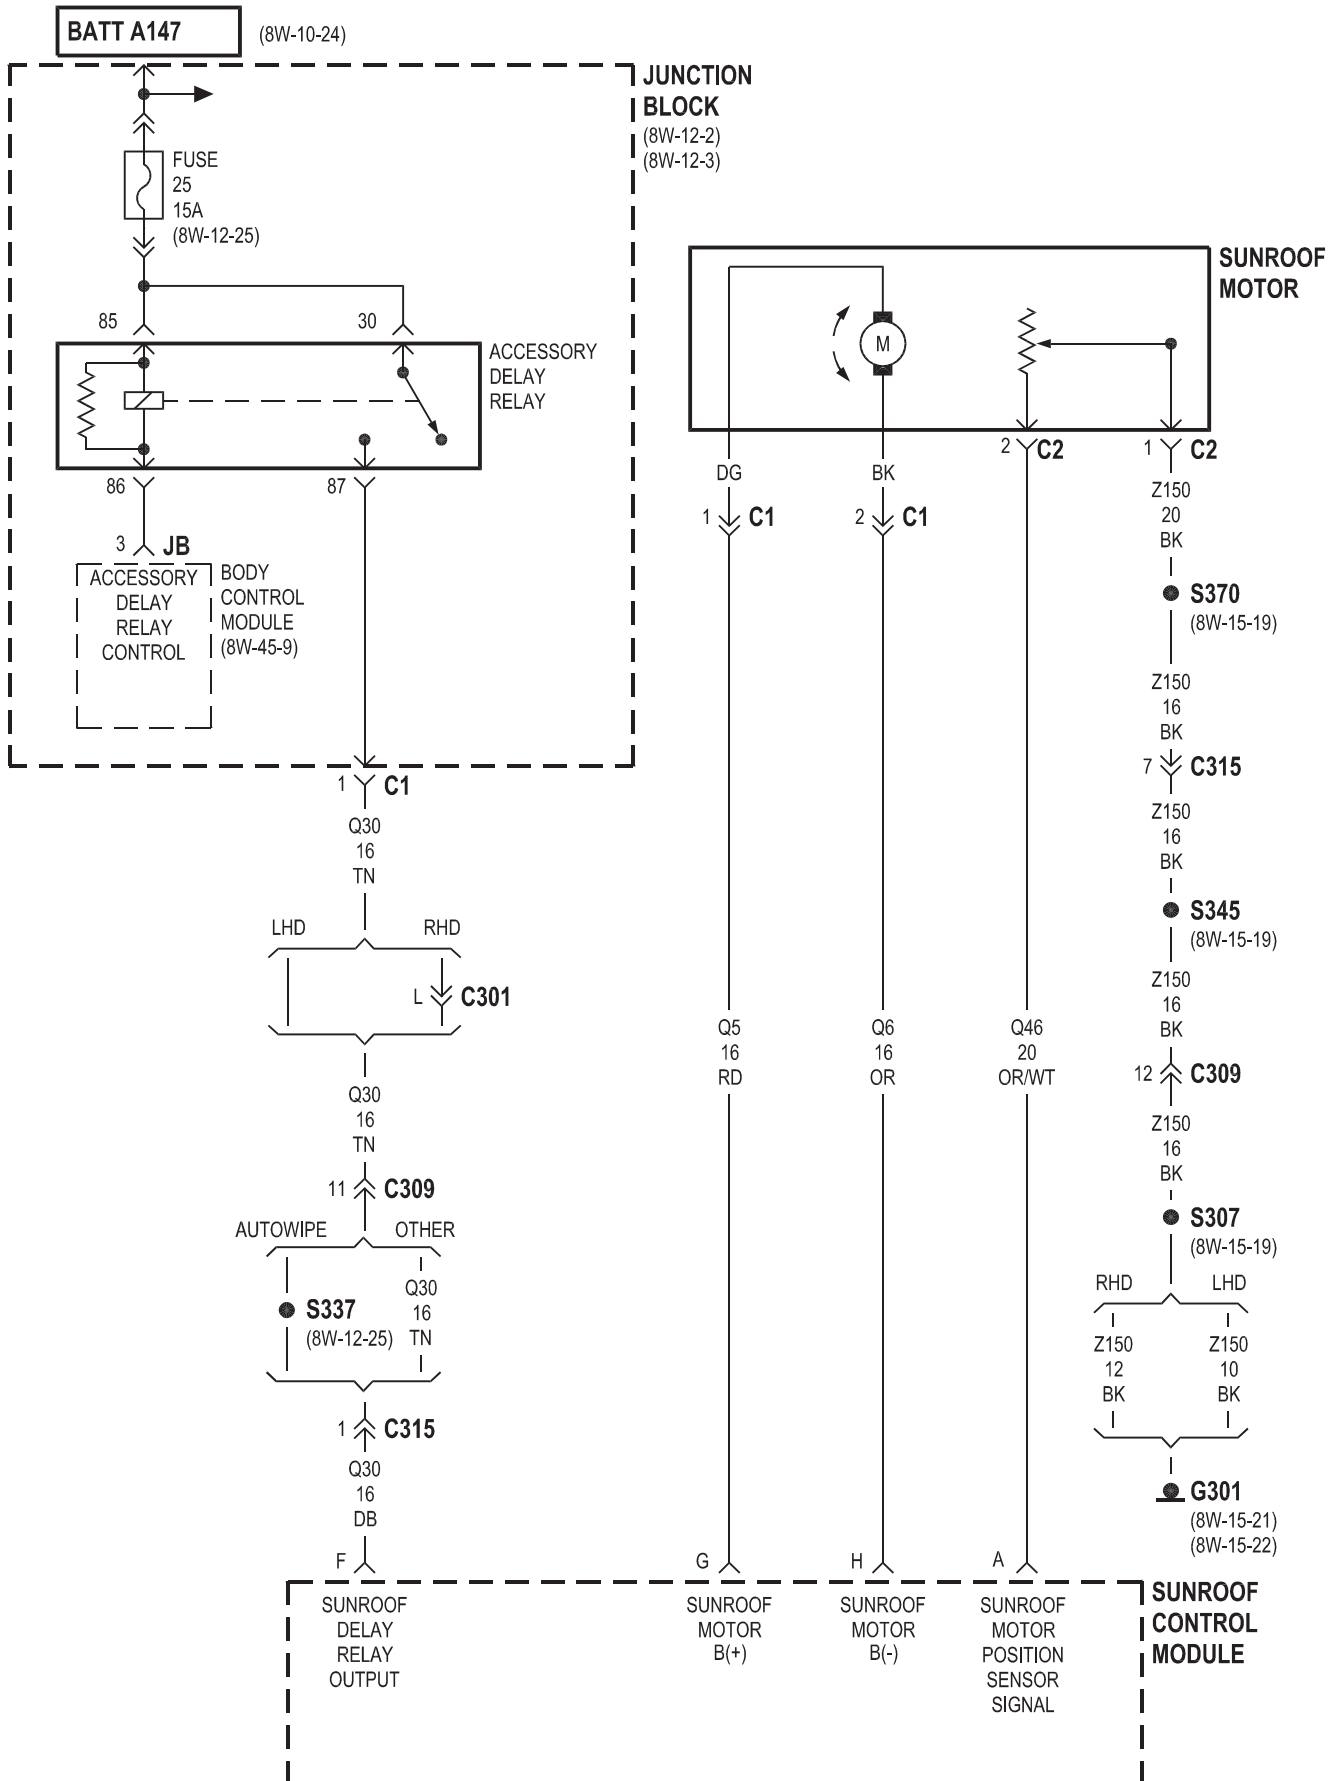 BATT A147
(8W-10-24)
JUNCTION
BLOCK
(8W-12-2)
(8W-12-3)
FUSE
25
15A
(8W-12-25)
85
30
ACCESSORY
DELAY
RELAY
86
87
3
JB
ACCESSORY
DELAY
RELAY
CONTROL
BODY
CONTROL
MODULE
(8W-45-9)
1
C1
Q30
16
TN
LHD
RHD
L
C301
Q30
16
TN
11
C309
AUTOWIPE
OTHER
S337
(8W-12-25)
Q30
16
TN
1
C315
Q30
16
DB
F
SUNROOF
MOTOR
M
DG
1
C1
BK
2
C1
2
C2
1
C2
Q5
16
RD
Q6
16
OR
Q46
20
OR/WT
Z150
20
BK
S370
(8W-15-19)
Z150
16
BK
7
C315
Z150
16
BK
S345
(8W-15-19)
Z150
16
BK
12
C309
Z150
16
BK
S307
(8W-15-19)
RHD
LHD
Z150
12
BK
Z150
10
BK
G301
(8W-15-21)
(8W-15-22)
G
H
A
SUNROOF
DELAY
RELAY
OUTPUT
SUNROOF
MOTOR
B(+)
SUNROOF
MOTOR
B(-)
SUNROOF
MOTOR
POSITION
SENSOR
SIGNAL
SUNROOF
CONTROL
MODULE